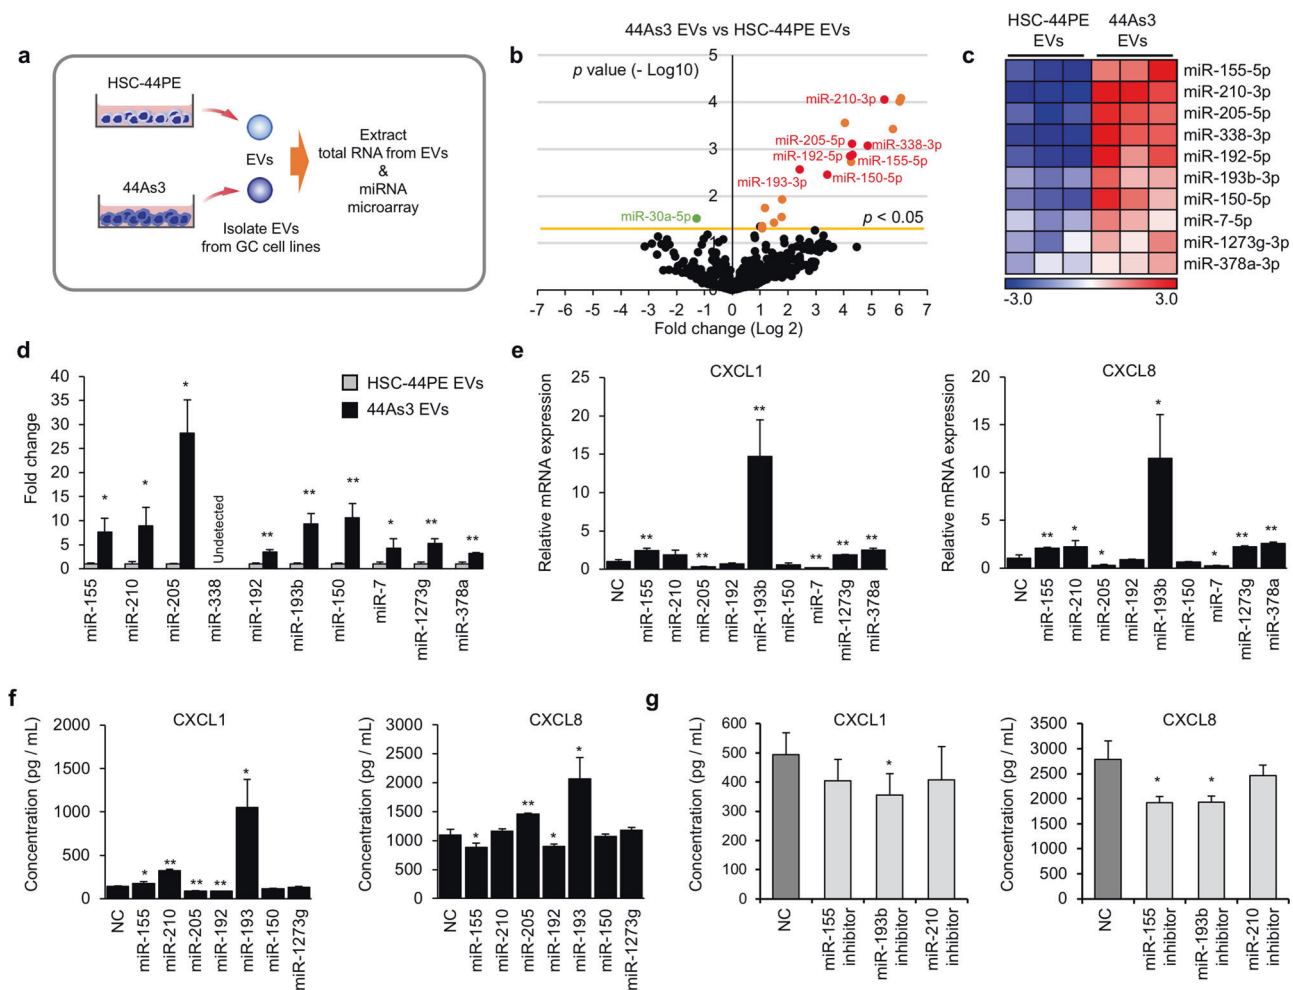 a
HSC-44PE
EVs
44As3
Isolate EVs
from GC cell lines
Extract
total RNA from EVs
&
miRNA
microarray
b
44As3 EVs vs HSC-44PE EVs
p value (- Log10)
5
4
3
2
1
0
miR-210-3p
miR-205-5p
miR-338-3p
miR-192-5p
miR-155-5p
miR-193-3p
miR-150-5p
miR-30a-5p
p < 0.05
-7 -6 -5 -4 -3 -2 -1 0 1 2 3 4 5 6 7
Fold change (Log 2)
c
HSC-44PE
EVs
44As3
EVs
miR-155-5p
miR-210-3p
miR-205-5p
miR-338-3p
miR-192-5p
miR-193b-3p
miR-150-5p
miR-7-5p
miR-1273g-3p
miR-378a-3p
-3.0 3.0
d
Fold change
40
35
30
25
20
15
10
5
0
HSC-44PE EVs
44As3 EVs
* * * Undetected ** ** ** * ** **
miR-155 miR-210 miR-205 miR-338 miR-192 miR-193b miR-150 miR-7 miR-1273g miR-378a
e
CXCL1
Relative mRNA expression
25
20
15
10
5
0
** ** ** ** ** **
NC miR-155 miR-210 miR-205 miR-192 miR-193b miR-150 miR-7 miR-1273g miR-378a
CXCL8
Relative mRNA expression
20
15
10
5
0
** * * * * ** **
NC miR-155 miR-210 miR-205 miR-192 miR-193b miR-150 miR-7 miR-1273g miR-378a
f
CXCL1
Concentration (pg / mL)
2000
1500
1000
500
0
* ** ** ** *
NC miR-155 miR-210 miR-205 miR-192 miR-193 miR-150 miR-1273g
CXCL8
Concentration (pg / mL)
3000
2500
2000
1500
1000
500
0
* ** * *
NC miR-155 miR-210 miR-205 miR-192 miR-193 miR-150 miR-1273g
g
CXCL1
Concentration (pg / mL)
600
500
400
300
200
100
0
*
NC
miR-155 inhibitor
miR-193b inhibitor
miR-210 inhibitor
CXCL8
Concentration (pg / mL)
3500
3000
2500
2000
1500
1000
500
0
* *
NC
miR-155 inhibitor
miR-193b inhibitor
miR-210 inhibitor